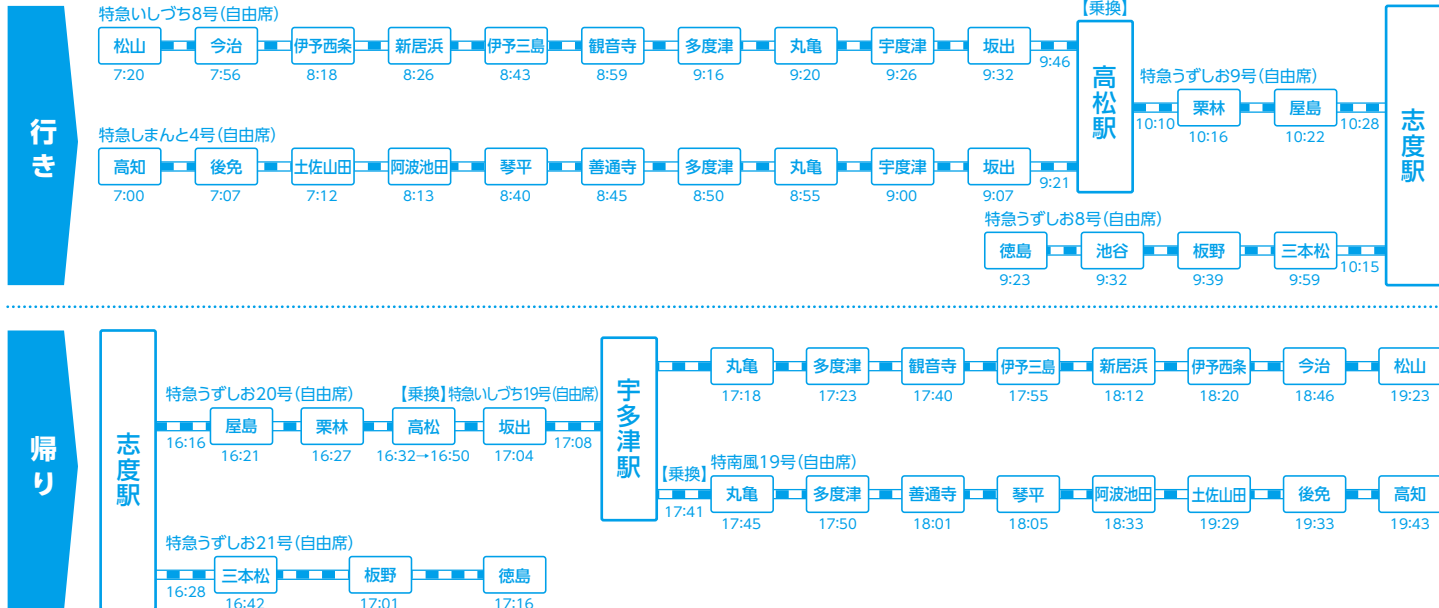 行き
特急いしづち8号(自由席)
松山 今治 伊予西条 新居浜 伊予三島 観音寺 多度津 丸亀 宇度津 坂出
7:20 7:56 8:18 8:26 8:43 8:59 9:16 9:20 9:26 9:32 9:46
特急しまんと4号(自由席)
高知 後免 土佐山田 阿波池田 琴平 善通寺 多度津 丸亀 宇度津 坂出
7:00 7:07 7:12 8:13 8:40 8:45 8:50 8:55 9:00 9:07 9:21
【乗換】
高松駅
特急うずしお9号(自由席)
栗林 屋島
10:10 10:16 10:22 10:28
特急うずしお8号(自由席)
徳島 池谷 板野 三本松
9:23 9:32 9:39 9:59 10:15
志度駅
帰り
志度駅
特急うずしお20号(自由席) 【乗換】特急いしづち19号(自由席)
屋島 栗林 高松 坂出
16:16 16:21 16:27 16:32→16:50 17:04 17:08
宇多津駅
丸亀 多度津 観音寺 伊予三島 新居浜 伊予西条 今治 松山
17:18 17:23 17:40 17:55 18:12 18:20 18:46 19:23
【乗換】 特南風19号(自由席)
丸亀 多度津 善通寺 琴平 阿波池田 土佐山田 後免 高知
17:41 17:45 17:50 18:01 18:05 18:33 19:29 19:33 19:43
特急うずしお21号(自由席)
三本松 板野 徳島
16:28 16:42 17:01 17:16